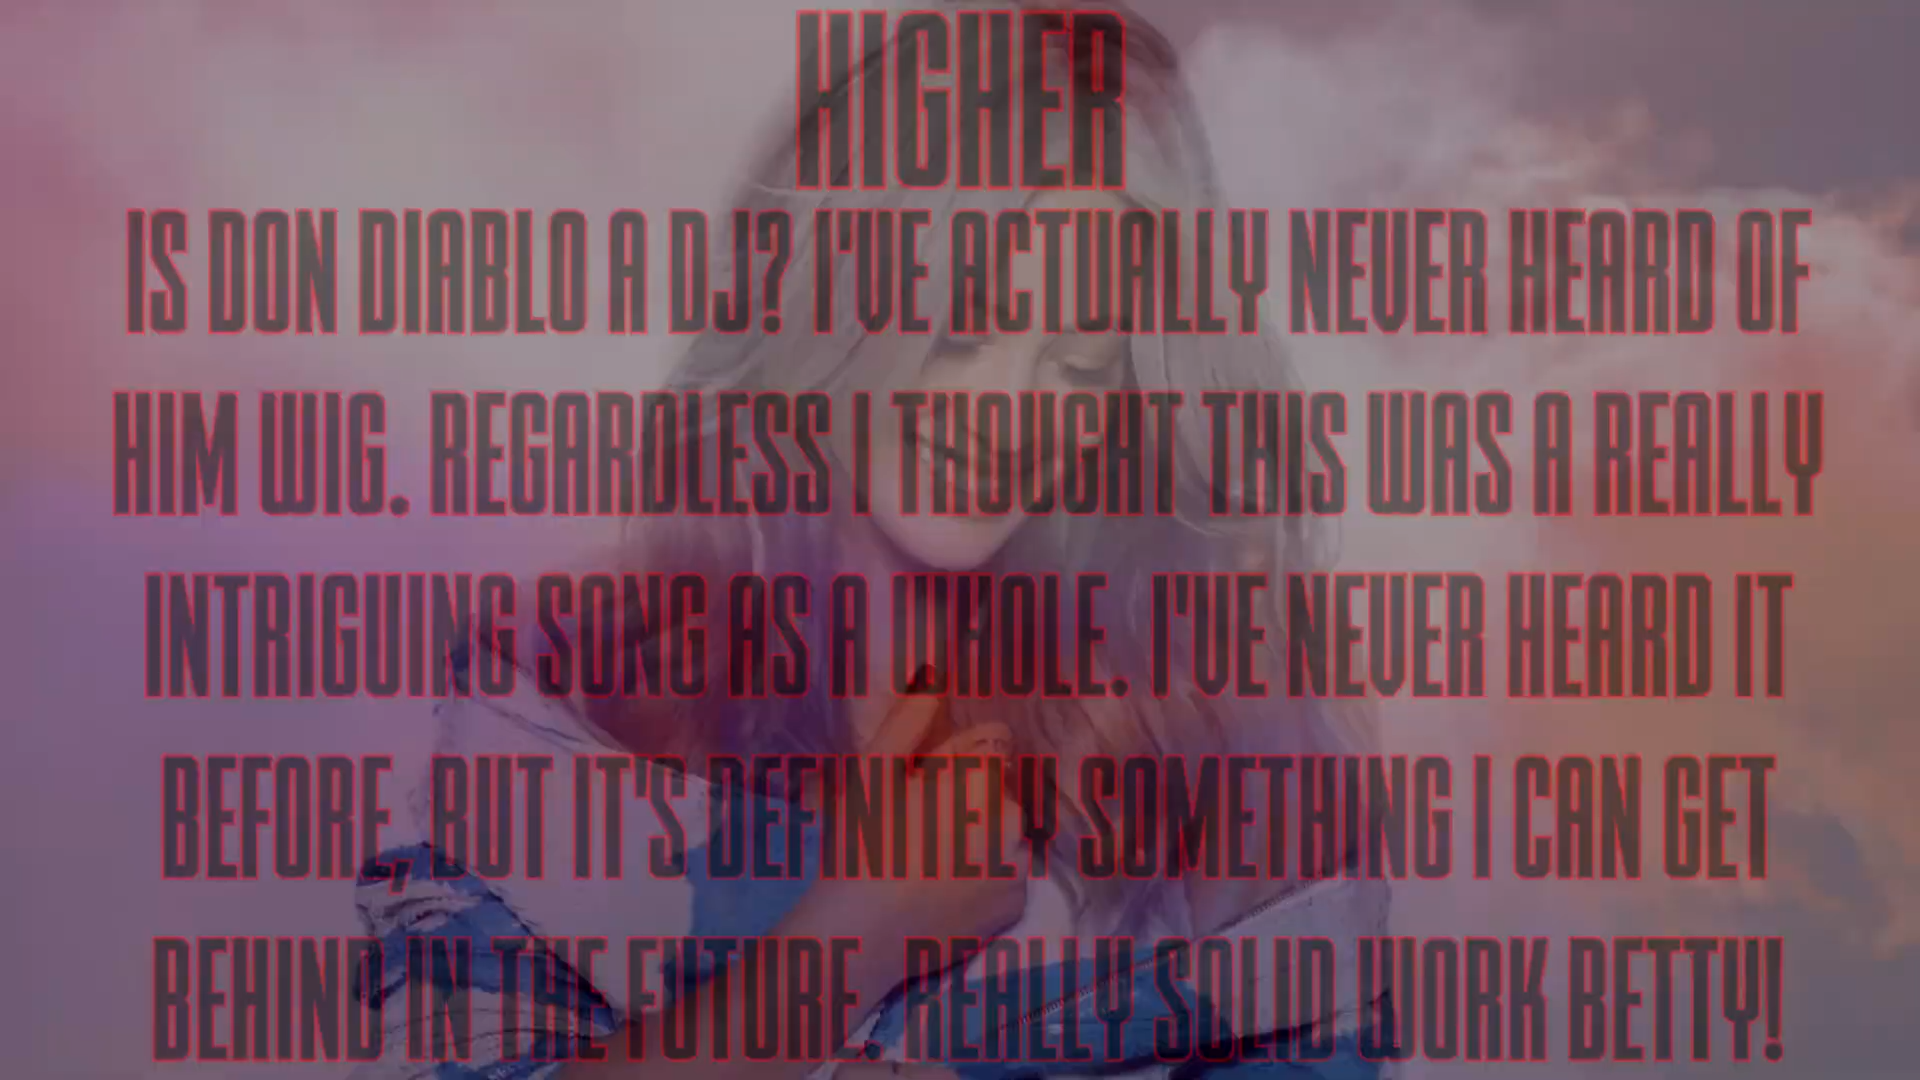 HIGHER
IS DON DIABLO A DJ? I'VE ACTUALLY NEVER HEARD OF
HIM WIG. REGARDLESS I THOUGHT THIS WAS A REALLY
INTRIGUING SONG AS A WHOLE. I'VE NEVER HEARD IT
BEFORE, BUT IT'S DEFINITELY SOMETHING I CAN GET
BEHIND IN THE FUTURE. REALLY SOLID WORK BETTY!